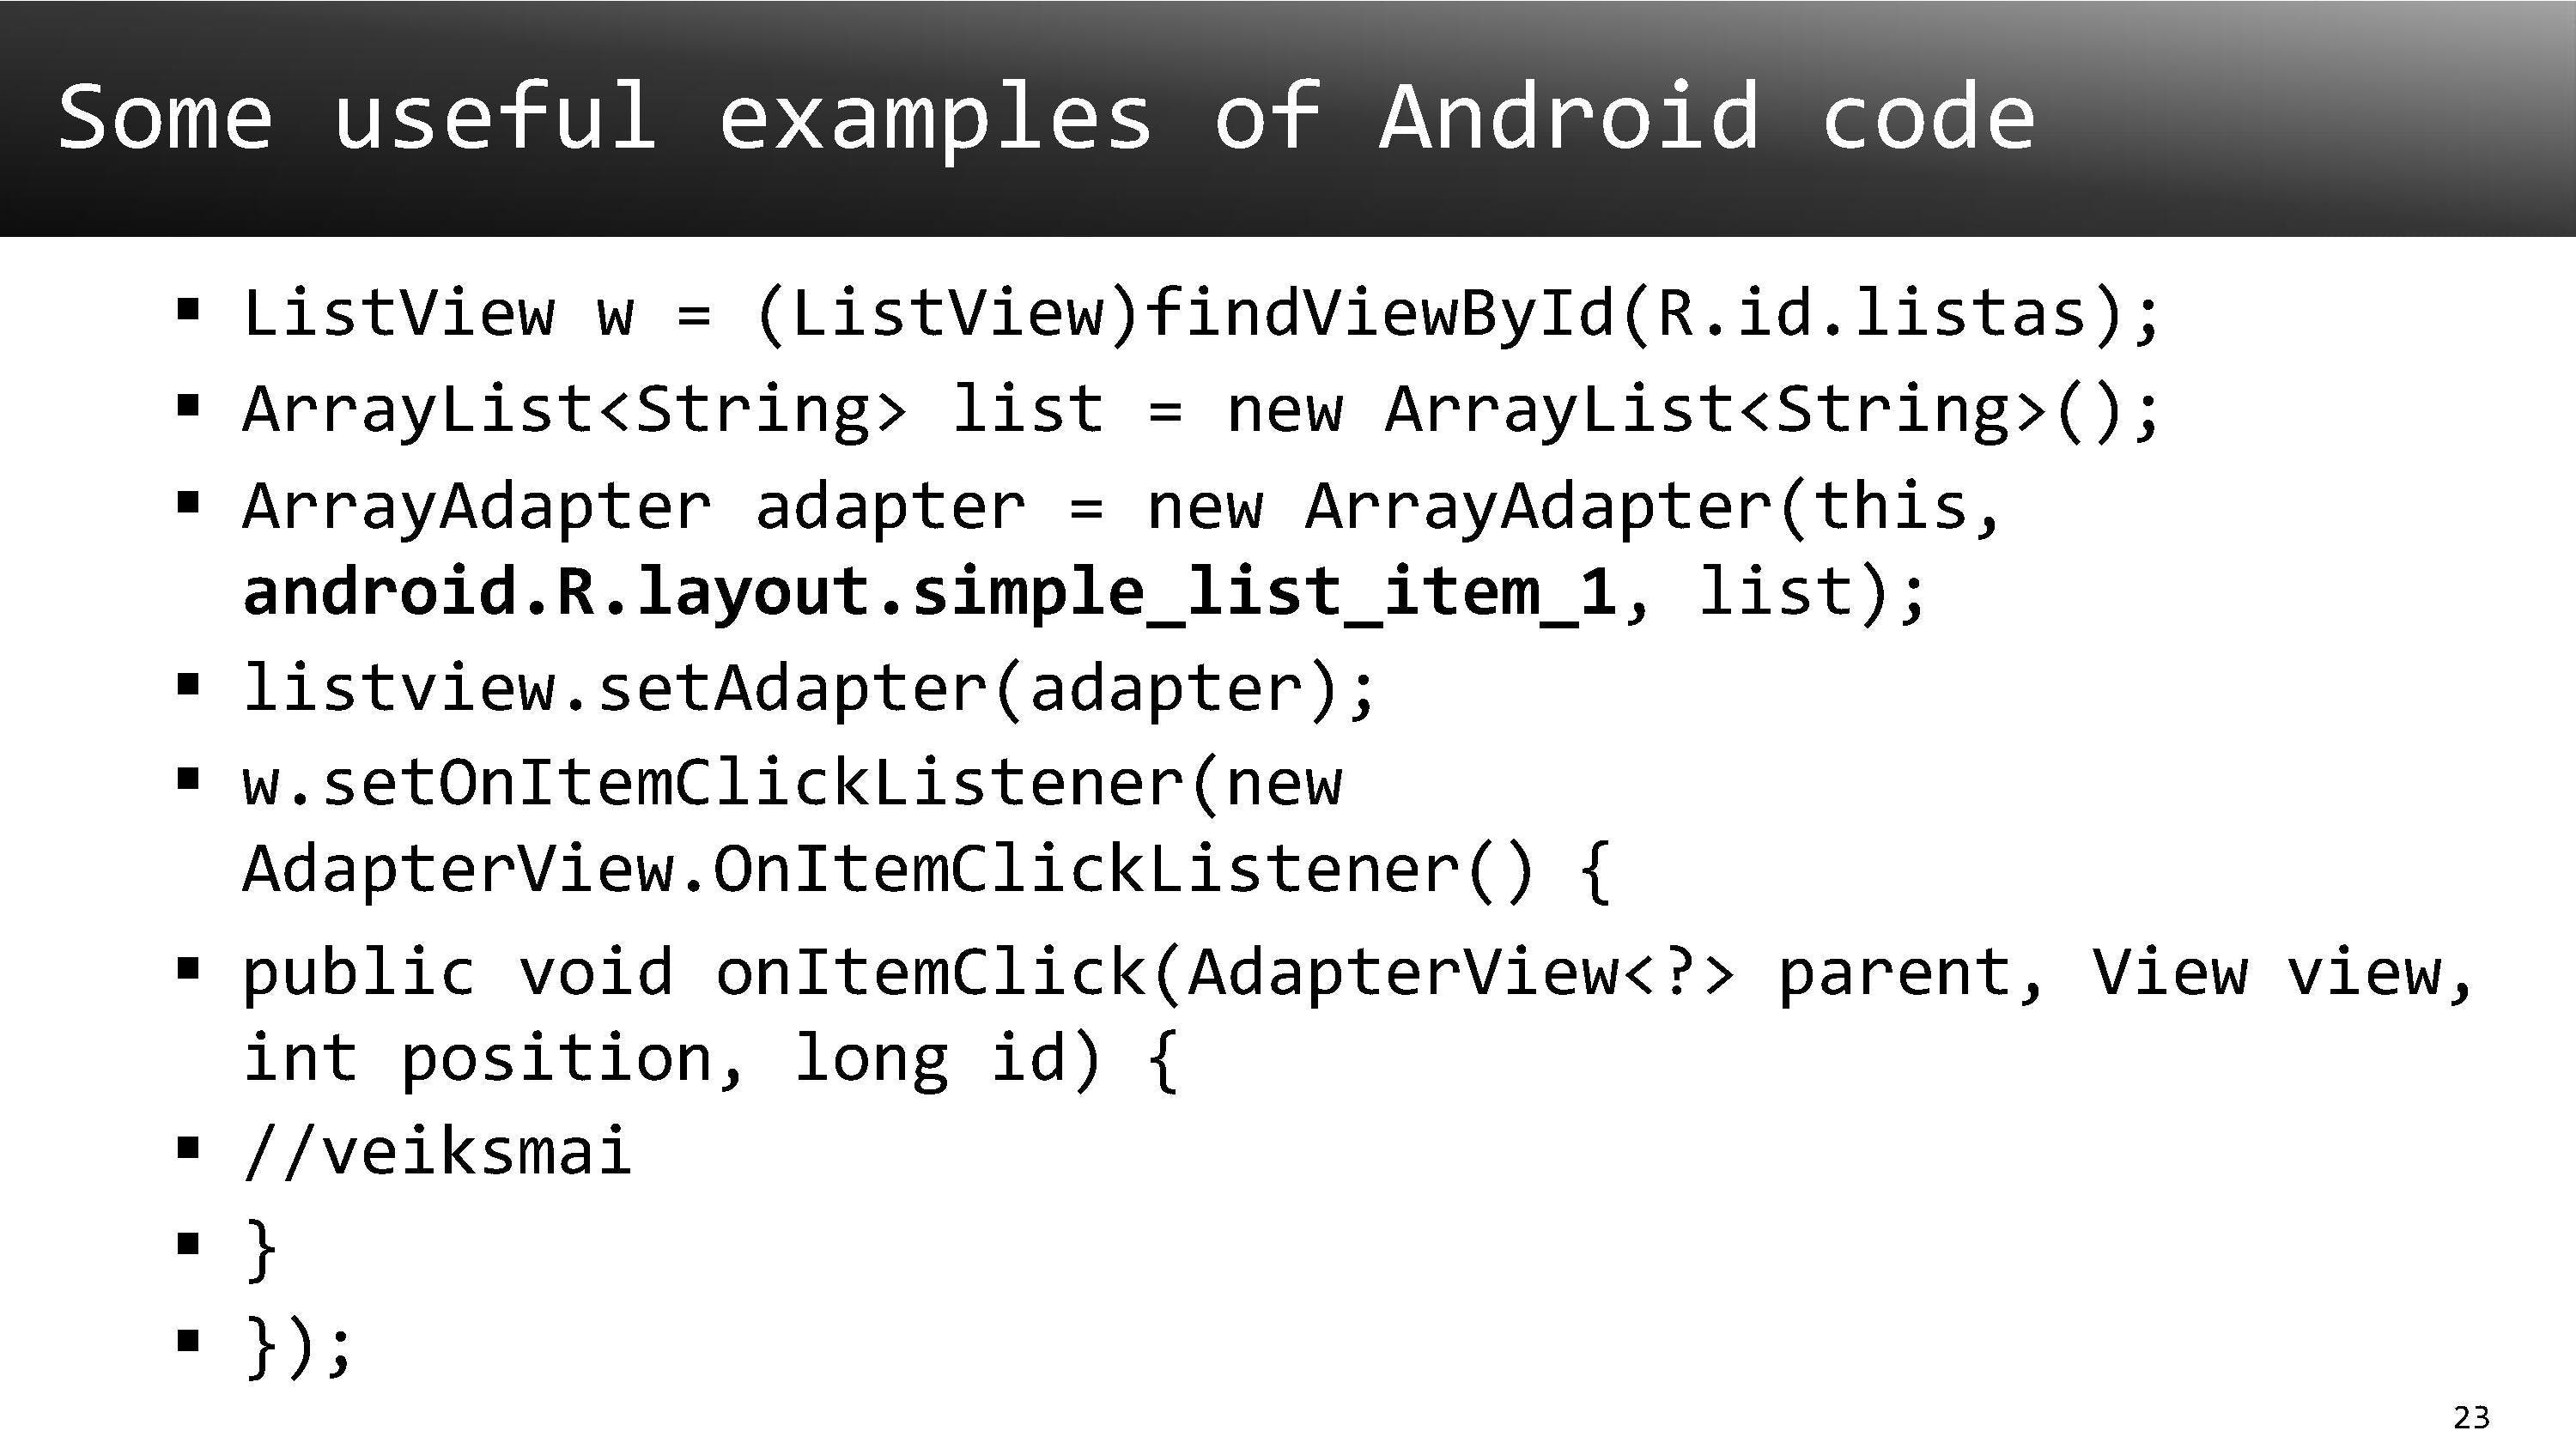 Some useful examples of Android code
▪ ListView w = (ListView)findViewById(R.id.listas);
▪ ArrayList<String> list = new ArrayList<String>();
▪ ArrayAdapter adapter = new ArrayAdapter(this,
android.R.layout.simple_list_item_1, list);
▪ listview.setAdapter(adapter);
▪ w.setOnItemClickListener(new
AdapterView.OnItemClickListener() {
▪ public void onItemClick(AdapterView<?> parent, View view,
int position, long id) {
▪ //veiksmai
▪ }
▪ });
23